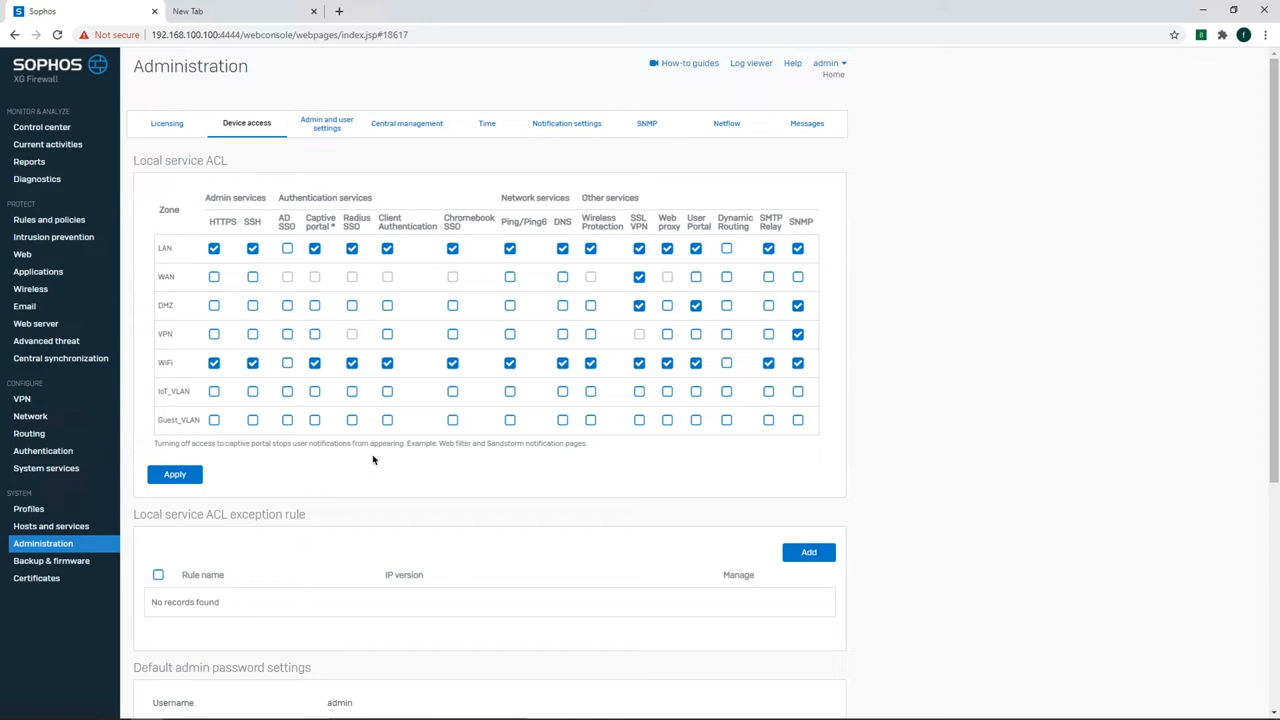 Sophos
New Tab
Not secure
192.168.100.100:4444/webconsole/webpages/index.jsp#18617
SOPHOS
XG Firewall
MONITOR & ANALYZE
Control center
Current activities
Reports
Diagnostics
PROTECT
Rules and policies
Intrusion prevention
Web
Applications
Wireless
Email
Web server
Advanced threat
Central synchronization
CONFIGURE
VPN
Network
Routing
Authentication
System services
SYSTEM
Profiles
Hosts and services
Administration
Backup & firmware
Certificates
Administration
How-to guides Log viewer Help admin
Home
Licensing Device access Admin and user settings Central management Time Notification settings SNMP Netflow Messages
Local service ACL
Zone Admin services Authentication services Network services Other services
HTTPS SSH AD SSO Captive portal * Radius SSO Client Authentication Chromebook SSO Ping/Ping6 DNS Wireless Protection SSL VPN Web proxy User Portal Dynamic Routing SMTP Relay SNMP
LAN
WAN
DMZ
VPN
WiFi
IoT_VLAN
Guest_VLAN
Turning off access to captive portal stops user notifications from appearing. Example: Web filter and Sandstorm notification pages.
Apply
Local service ACL exception rule
Add
Rule name IP version Manage
No records found
Default admin password settings
Username admin